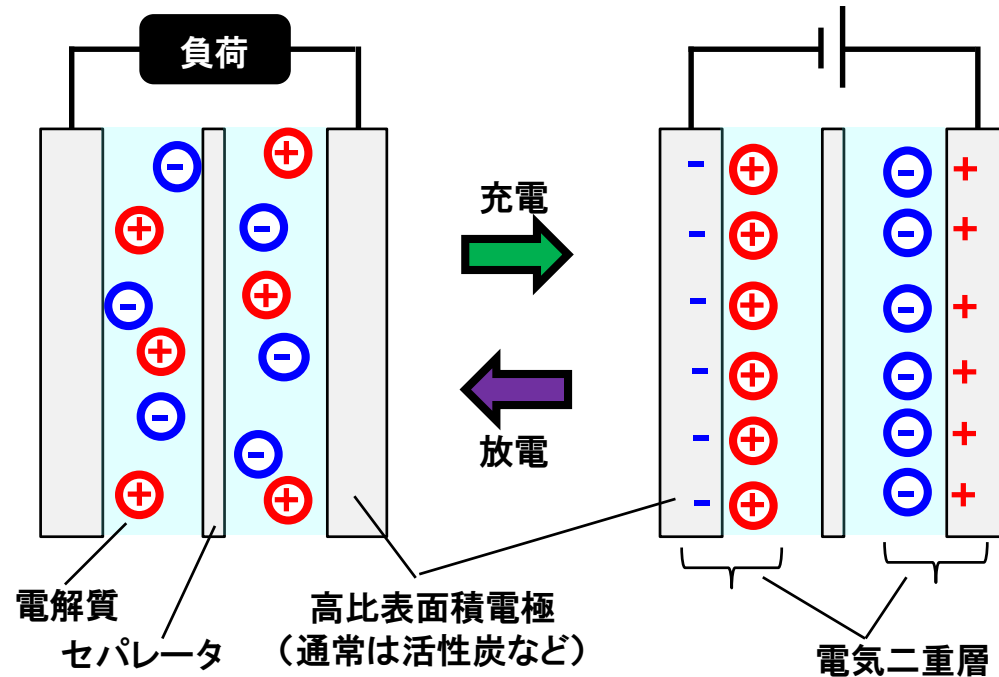 負荷
充電
放電
電解質
セパレータ
高比表面積電極
（通常は活性炭など）
電気二重層